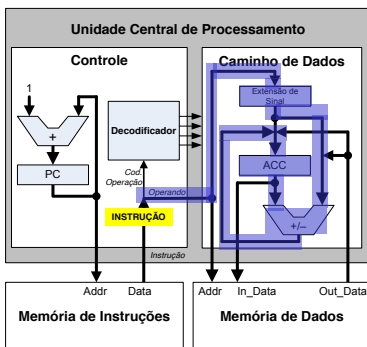 Unidade Central de Processamento
Controle
Caminho de Dados
1
+
PC
Decodificador
Cod.
Operação
Operando
INSTRUÇÃO
Instrução
Extensão de
Sinal
ACC
+/–
Addr
Data
Addr
In_Data
Out_Data
Memória de Instruções
Memória de Dados